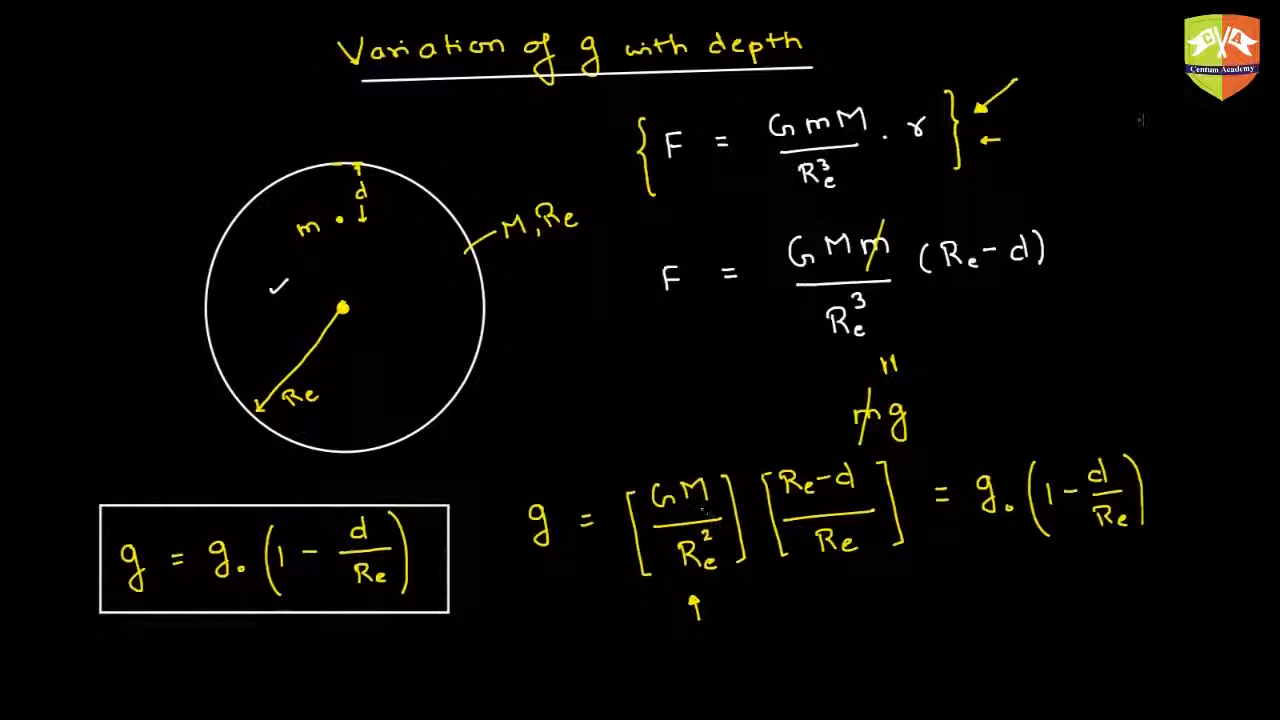 Variation of g with depth
C A
Centum Academy
{ F = GmM/Re³ . r }
d
m
M, Re
F = GMm/Re³ (Re - d)
Re
"
mg
g = [GM/Re²] [Re-d/Re] = g₀ (1 - d/Re)
g = g₀ (1 - d/Re)